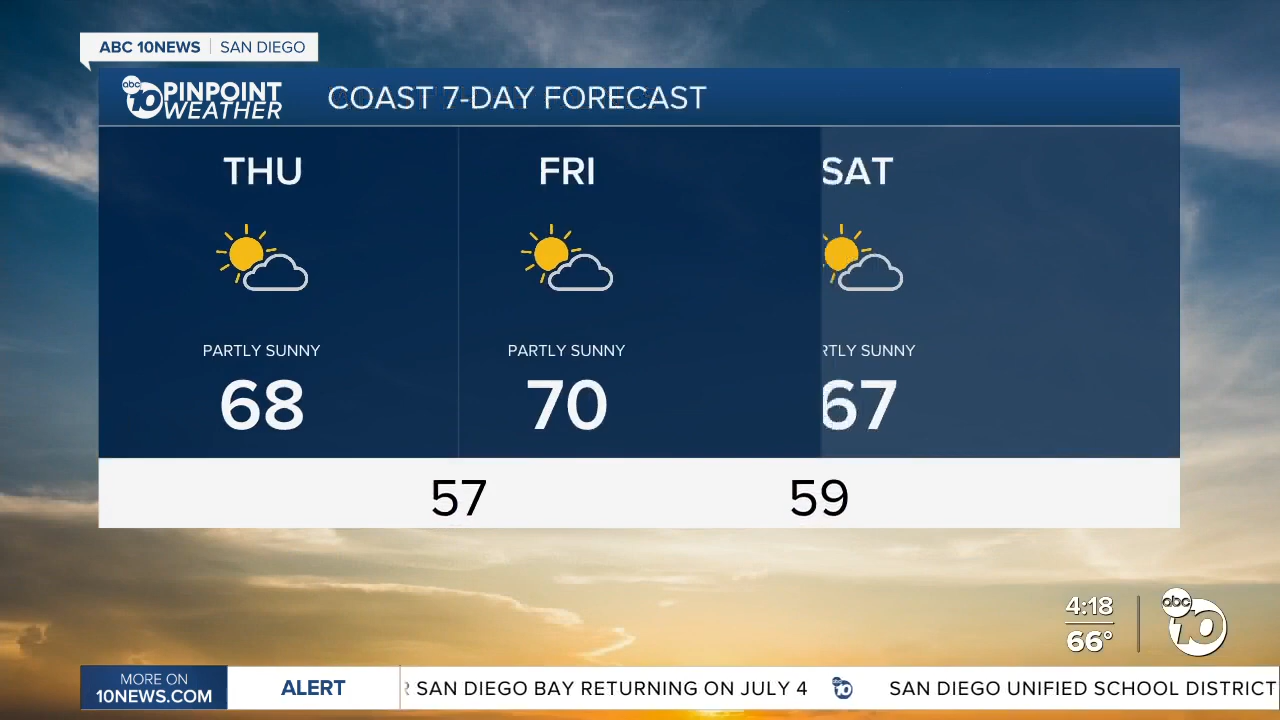 ABC 10NEWS | SAN DIEGO
abc 10 PINPOINT WEATHER
COAST 7-DAY FORECAST
THU FRI SAT
PARTLY SUNNY PARTLY SUNNY RTLY SUNNY
68 70 67
57 59
4:18
66°
abc 10
MORE ON
10NEWS.COM
ALERT
SAN DIEGO BAY RETURNING ON JULY 4 abc 10 SAN DIEGO UNIFIED SCHOOL DISTRICT